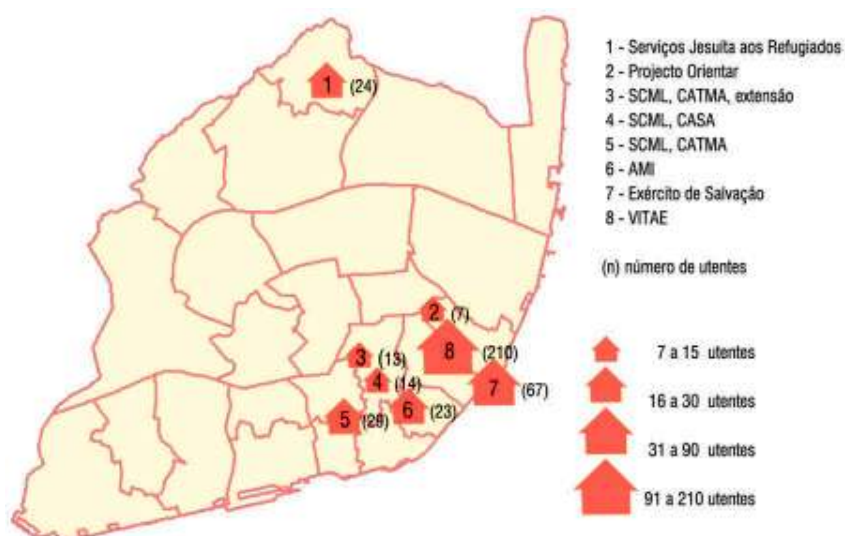 1 - Serviços Jesuíta aos Refugiados
2 - Projecto Orientar
3 - SCML, CATMA, extensão
4 - SCML, CASA
5 - SCML, CATMA
6 - AMI
7 - Exército de Salvação
8 - VITAE
(n) número de utentes
7 a 15 utentes
16 a 30 utentes
31 a 90 utentes
91 a 210 utentes
1 (24)
2 (7)
8 (210)
3 (13)
4 (14)
7 (67)
5 (29)
6 (23)